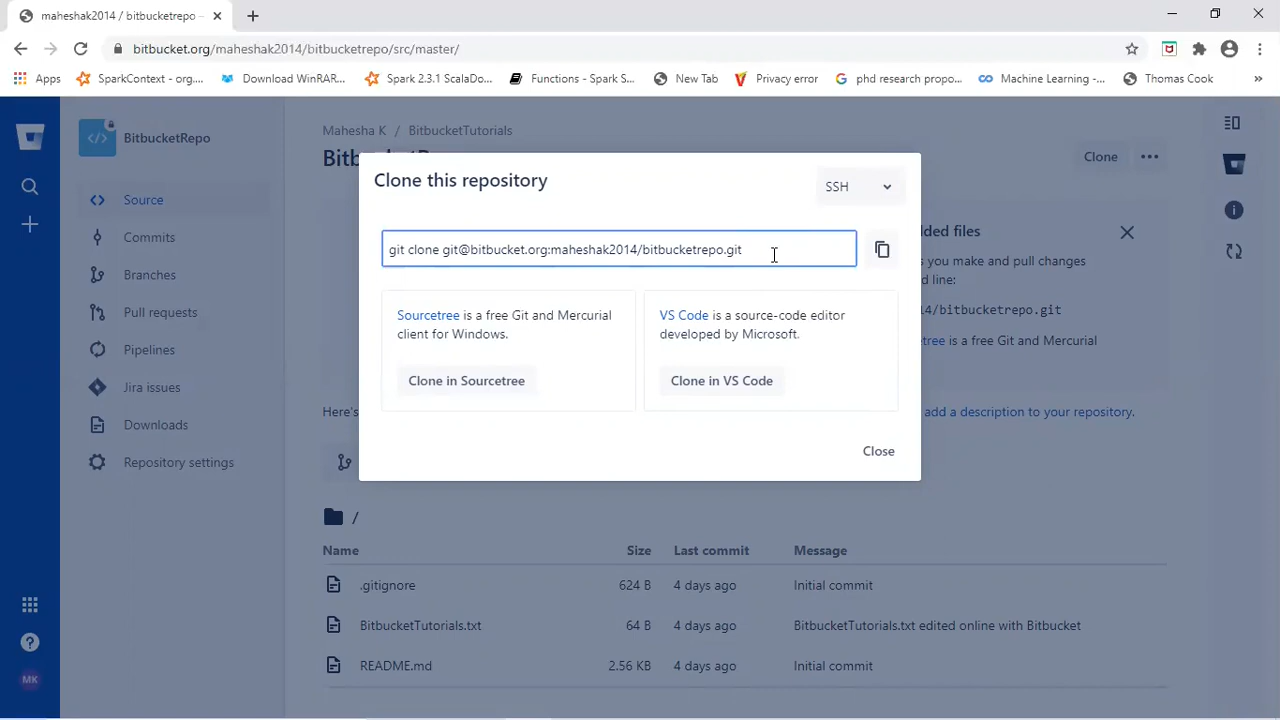 maheshak2014 / bitbucketrepo –
bitbucket.org/maheshak2014/bitbucketrepo/src/master/
Apps
SparkContext - org....
Download WinRAR...
Spark 2.3.1 ScalaDo...
Functions - Spark S...
New Tab
Privacy error
phd research propo...
Machine Learning -...
Thomas Cook
»
BitbucketRepo
Source
Commits
Branches
Pull requests
Pipelines
Jira issues
Downloads
Repository settings
MK
Mahesha K / BitbucketTutorials
Clone
Clone this repository
SSH
git clone git@bitbucket.org:maheshak2014/bitbucketrepo.git
Sourcetree is a free Git and Mercurial
client for Windows.
Clone in Sourcetree
VS Code is a source-code editor
developed by Microsoft.
Clone in VS Code
Close
files
you make and pull changes
d line:
4/bitbucketrepo.git
is a free Git and Mercurial
Here's
add a description to your repository.
/
Name Size Last commit Message
.gitignore 624 B 4 days ago Initial commit
BitbucketTutorials.txt 64 B 4 days ago BitbucketTutorials.txt edited online with Bitbucket
README.md 2.56 KB 4 days ago Initial commit